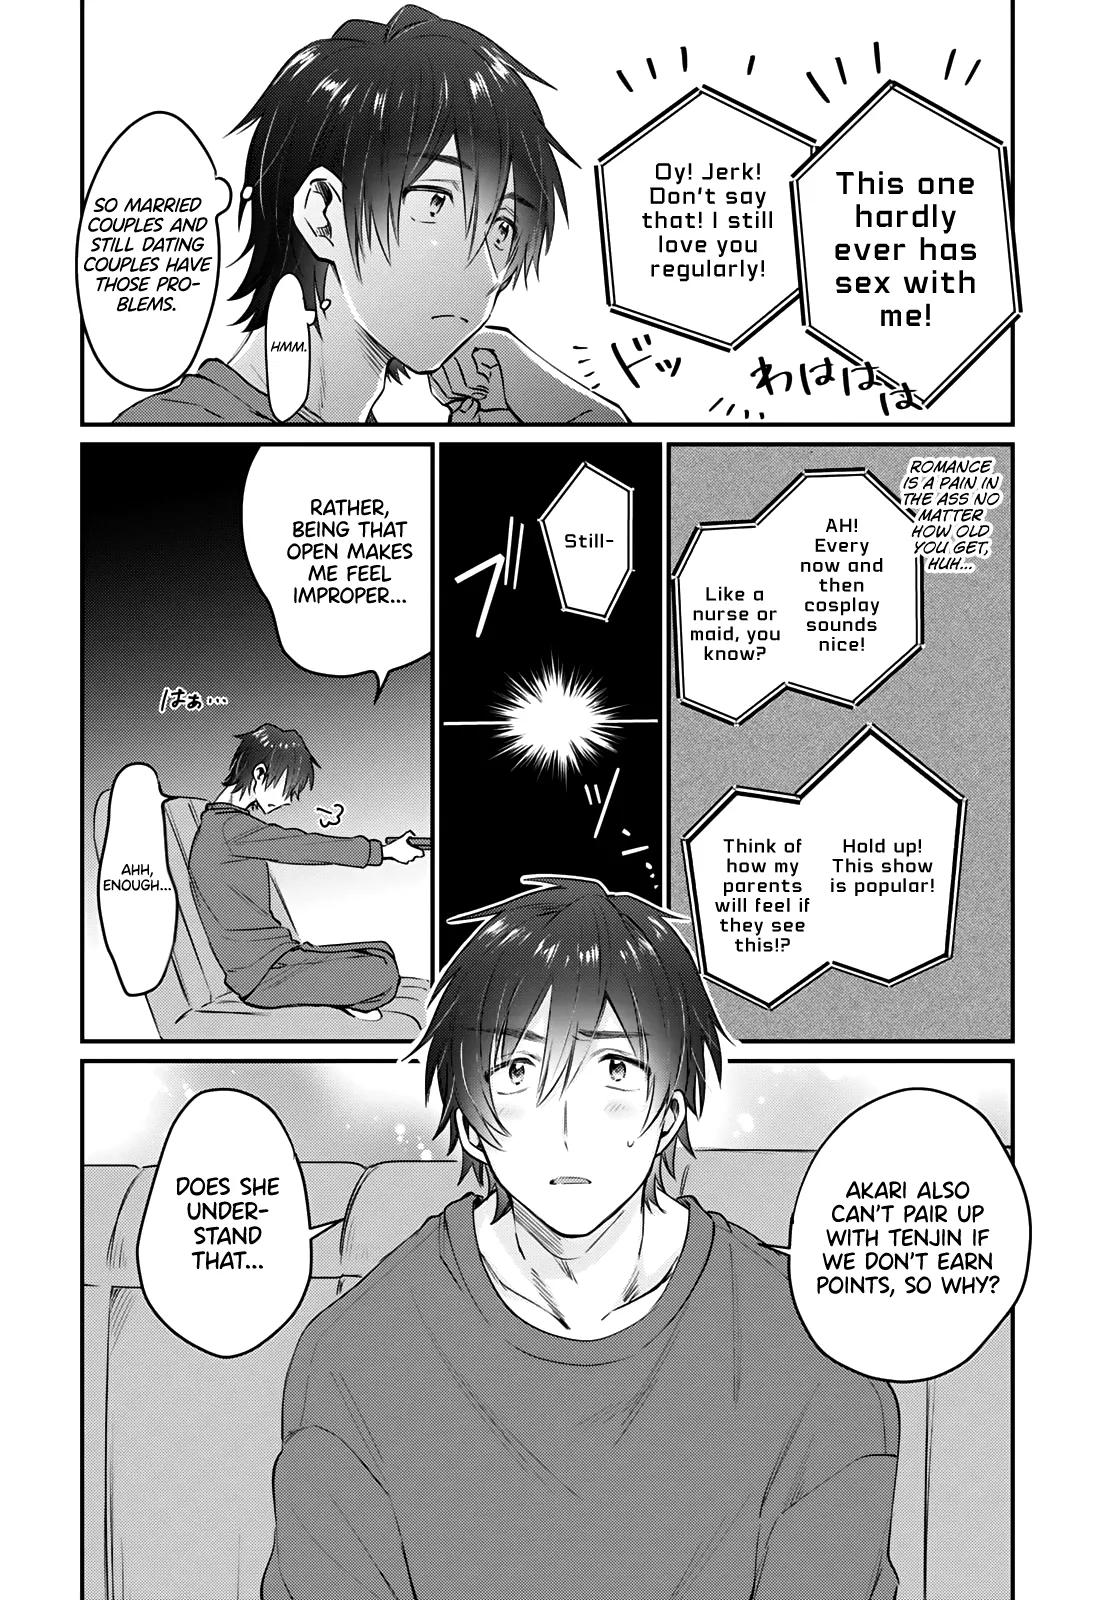 This one
hardly
ever has
sex with
me!
Oy! Jerk!
Don't say
that! I still
love you
regularly!
わははは
ドッ
SO MARRIED
COUPLES AND
STILL DATING
COUPLES HAVE
THOSE PRO-
BLEMS.
HMM.
ROMANCE
IS A PAIN IN
THE ASS NO
MATTER
HOW OLD
YOU GET,
HUH...
AH!
Every
now and
then
cosplay
sounds
nice!
Like a
nurse or
maid, you
know?
Hold up!
This show
is popular!
Think of
how my
parents
will feel if
they see
this!?
Still-
RATHER,
BEING THAT
OPEN MAKES
ME FEEL
IMPROPER...
はぁ…
AHH,
ENOUGH...
AKARI ALSO
CAN'T PAIR UP
WITH TENJIN IF
WE DON'T EARN
POINTS, SO WHY?
DOES SHE
UNDER-
STAND
THAT...